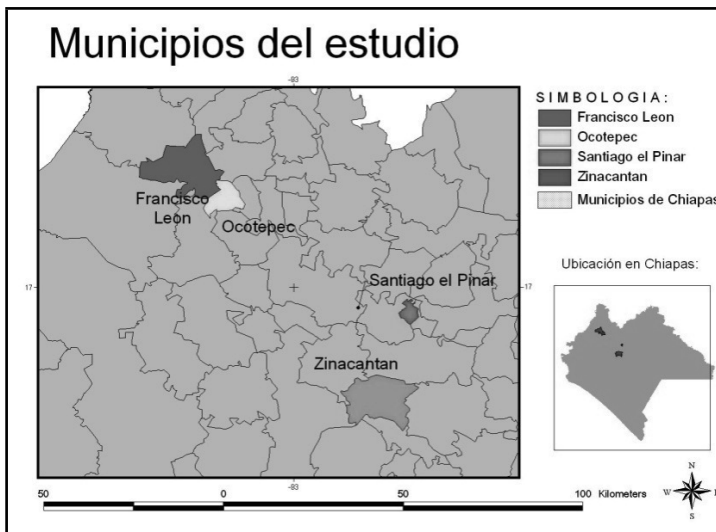 Municipios del estudio
-93
SIMBOLOGIA:
Francisco Leon
Ocotepec
Santiago el Pinar
Zinacantan
Municipios de Chiapas
Francisco
Leon
Ocotepec
Santiago el Pinar
17
17
Zinacantan
-93
Ubicación en Chiapas:
50 0 50 100 Kilometers
N
W E
S